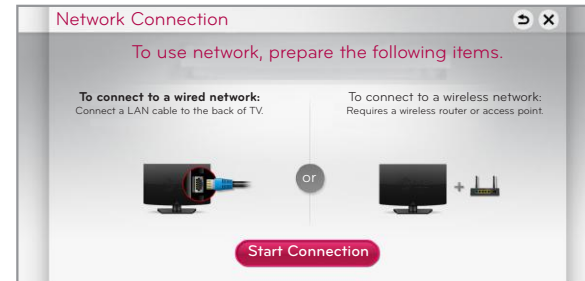 Network Connection
To use network, prepare the following items.
To connect to a wired network:
Connect a LAN cable to the back of TV.
or
To connect to a wireless network:
Requires a wireless router or access point.
+
Start Connection